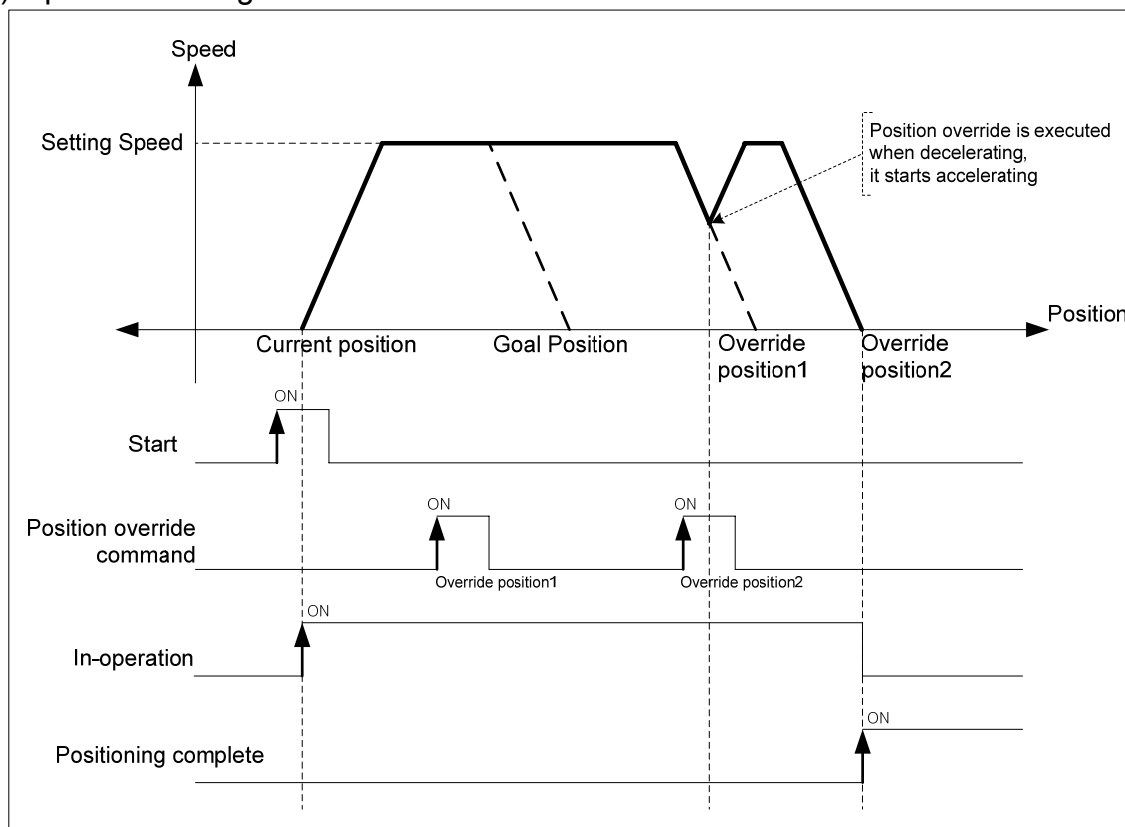 Speed
Setting Speed
Position override is executed
when decelerating,
it starts accelerating
Position
Current position
Goal Position
Override
position1
Override
position2
ON
Start
ON
ON
Position override
command
Override position1
Override position2
ON
In-operation
ON
Positioning complete